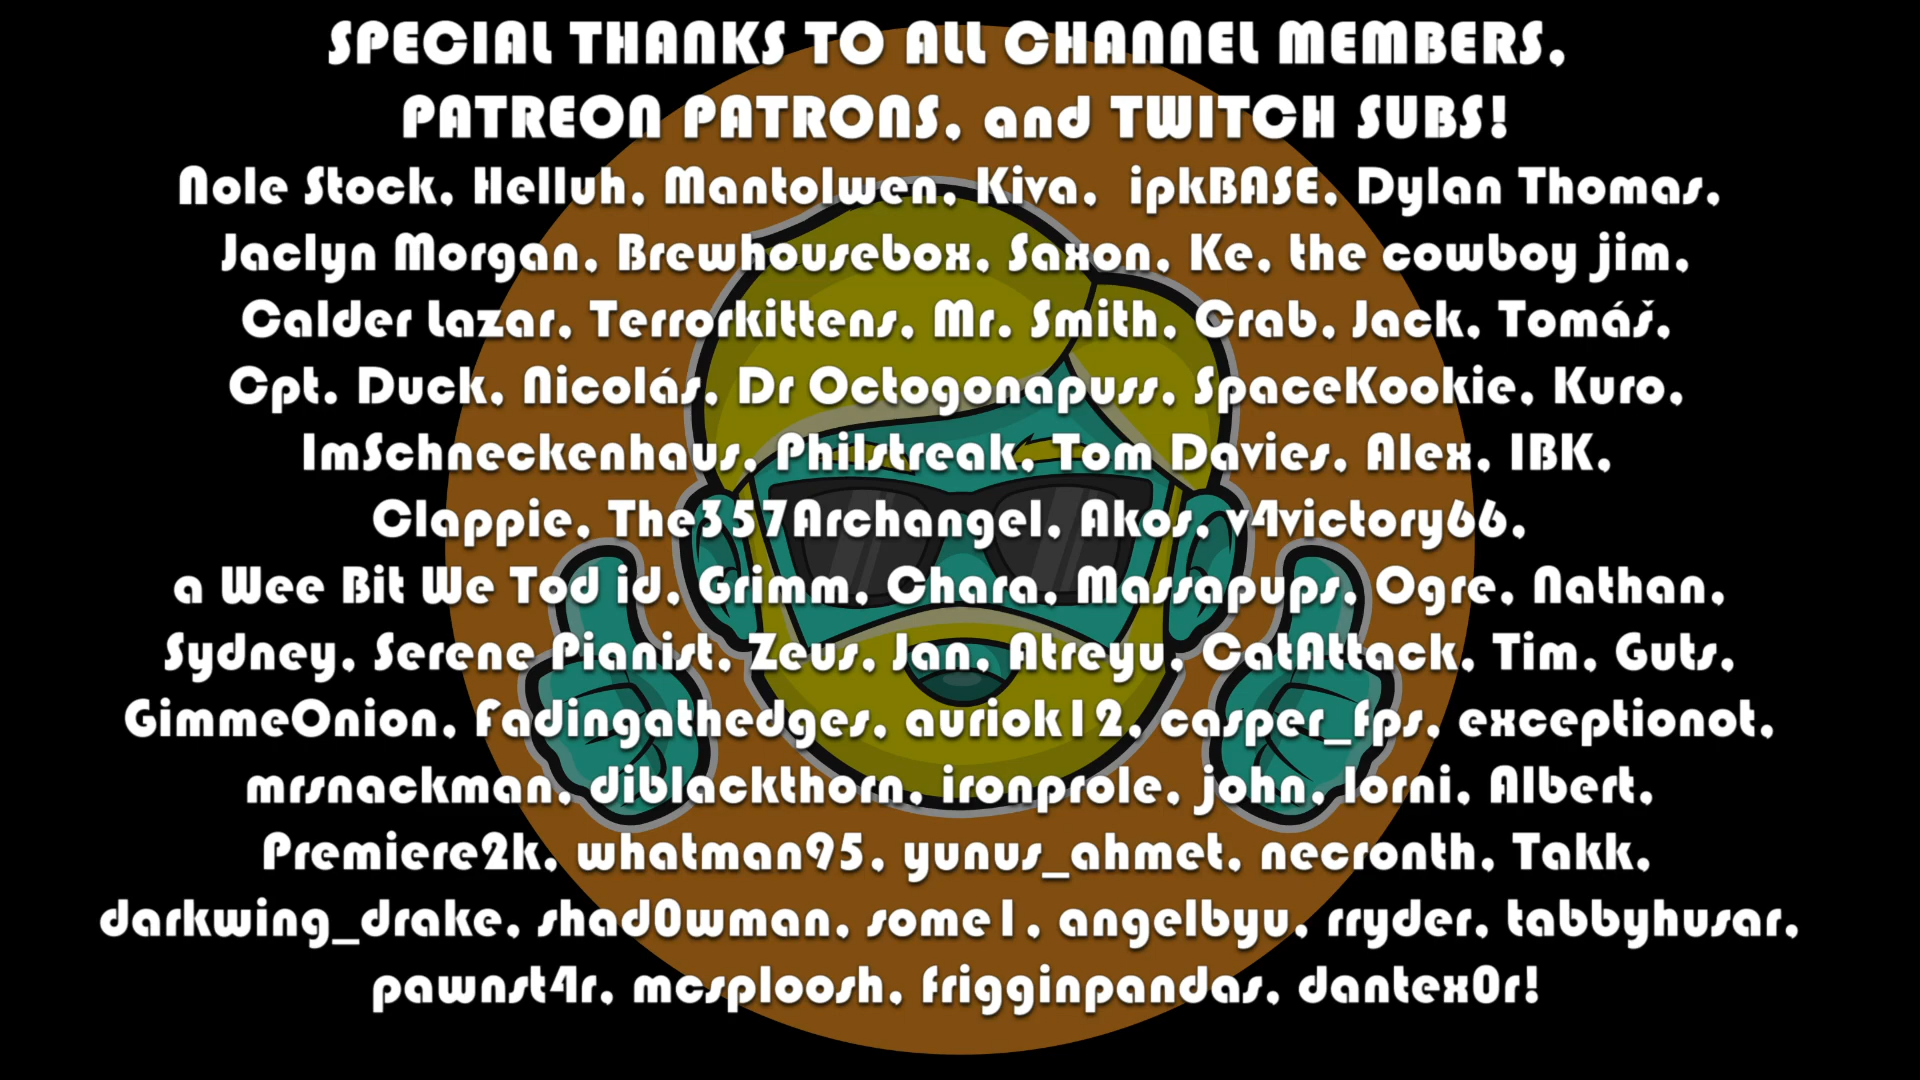 SPECIAL THANKS TO ALL CHANNEL MEMBERS,
PATREON PATRONS, and TWITCH SUBS!
Nole Stock, Helluh, Mantolwen, Kiva, ipkBASE, Dylan Thomas,
Jaclyn Morgan, Brewhousebox, Saxon, Ke, the cowboy jim,
Calder Lazar, Terrorkittens, Mr. Smith, Crab, Jack, Tomáš,
Cpt. Duck, Nicolás, Dr Octogonapuss, SpaceKookie, Kuro,
ImSchneckenhaus, Philstreak, Tom Davies, Alex, IBK,
Clappie, The357Archangel, Akos, v4victory66,
a Wee Bit We Tod id, Grimm, Chara, Massapups, Ogre, Nathan,
Sydney, Serene Pianist, Zeus, Jan, Atreyu, CatAttack, Tim, Guts,
GimmeOnion, Fadingathedges, auriok12, casper_fps, exceptionot,
mrsnackman, diblackthorn, ironprole, john, lorni, Albert,
Premiere2k, whatman95, yunus_ahmet, necronth, Takk,
darkwing_drake, shad0wman, some1, angelbyu, rryder, tabbyhusar,
pawnst4r, mcsploosh, frigginpandas, dantex0r!